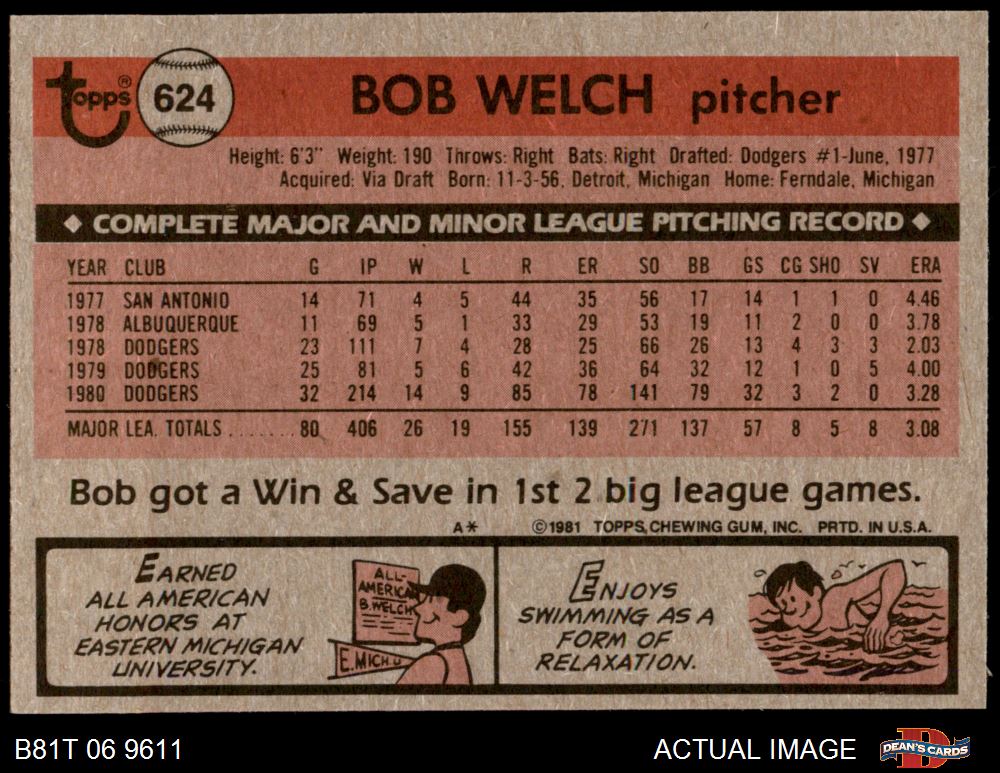 Topps® 624 BOB WELCH pitcher
Height: 6'3" Weight: 190 Throws: Right Bats: Right Drafted: Dodgers #1-June, 1977
Acquired: Via Draft Born: 11-3-56, Detroit, Michigan Home: Ferndale, Michigan
◆ COMPLETE MAJOR AND MINOR LEAGUE PITCHING RECORD ◆
YEAR CLUB G IP W L R ER SO BB GS CG SHO SV ERA
1977 SAN ANTONIO 14 71 4 5 44 35 56 17 14 1 1 0 4.46
1978 ALBUQUERQUE 11 69 5 1 33 29 53 19 11 2 0 0 3.78
1978 DODGERS 23 111 7 4 28 25 66 26 13 4 3 3 2.03
1979 DODGERS 25 81 5 6 42 36 64 32 12 1 0 5 4.00
1980 DODGERS 32 214 14 9 85 78 141 79 32 3 2 0 3.28
MAJOR LEA. TOTALS ........ 80 406 26 19 155 139 271 137 57 8 5 8 3.08
Bob got a Win & Save in 1st 2 big league games.
A* ©1981 TOPPS CHEWING GUM, INC. PRTD. IN U.S.A.
EARNED
ALL AMERICAN
HONORS AT
EASTERN MICHIGAN
UNIVERSITY.
ALL-
AMERICA
B. WELCH
E. MICH. U
ENJOYS
SWIMMING AS A
FORM OF
RELAXATION.
B81T 06 9611 ACTUAL IMAGE DEAN'S CARDS